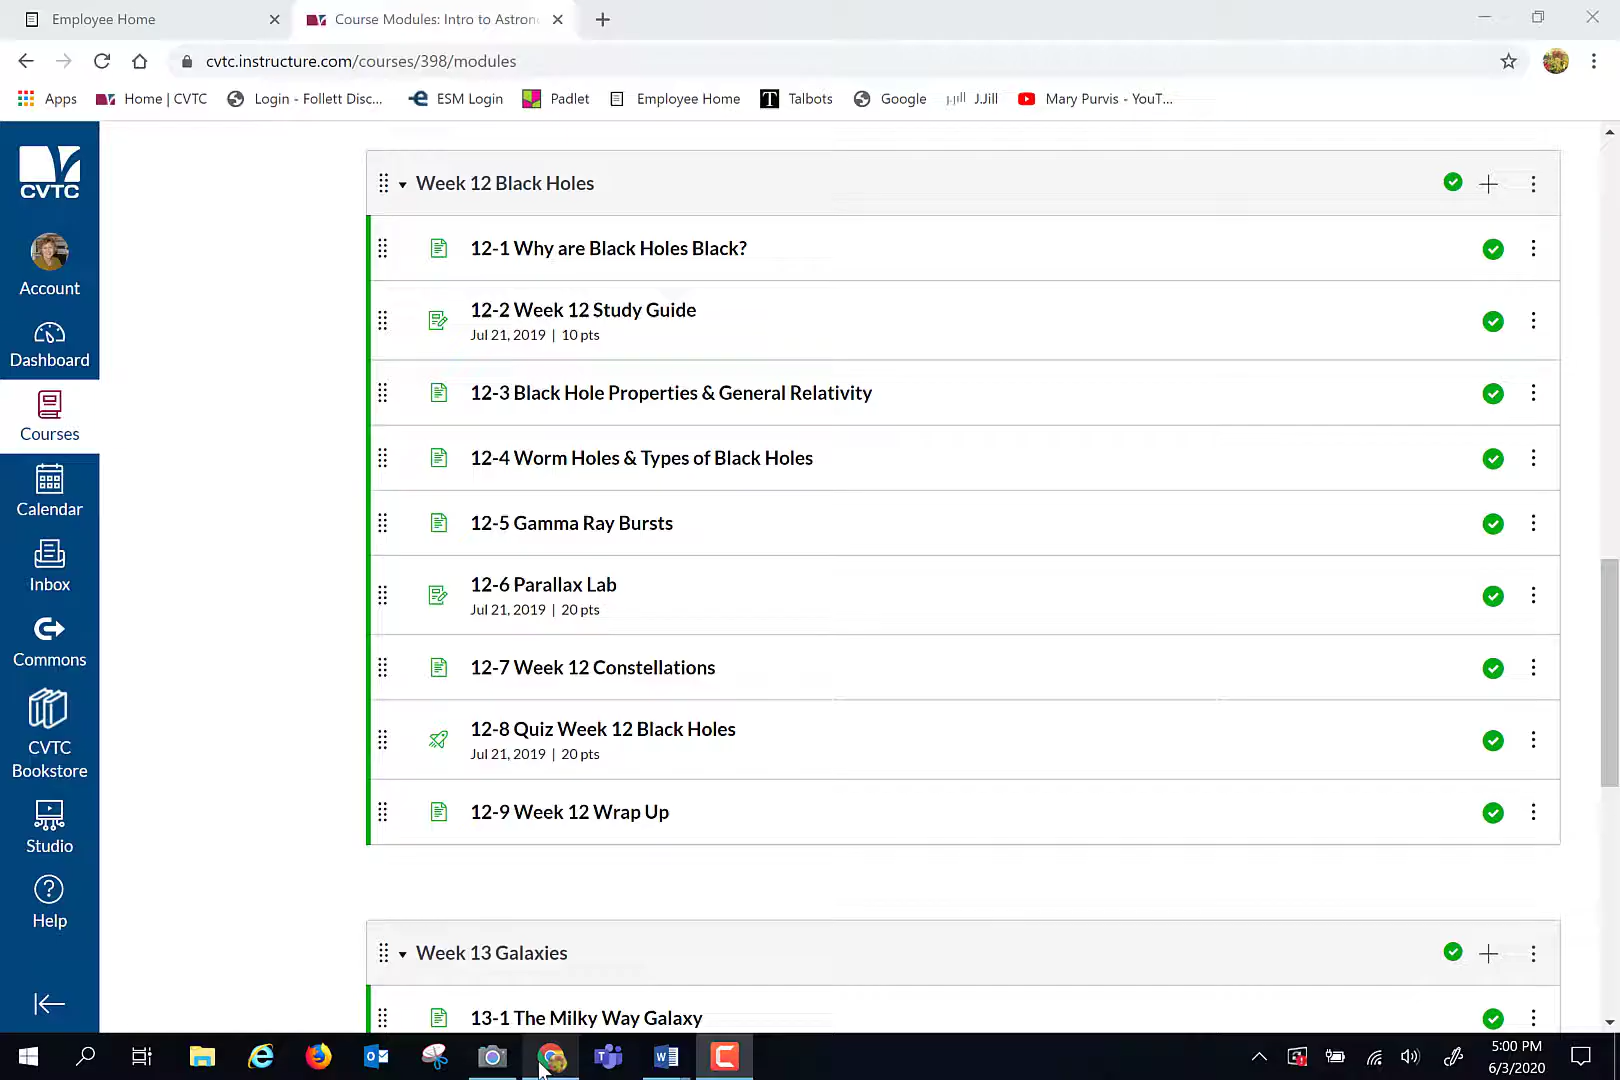 Employee Home
Course Modules: Intro to Astron
cvtc.instructure.com/courses/398/modules
Apps
Home | CVTC
Login - Follett Disc...
ESM Login
Padlet
Employee Home
T
Talbots
Google
J.Jill
J.Jill
Mary Purvis - YouT...
CVTC
Account
Dashboard
Courses
Calendar
Inbox
Commons
CVTC
Bookstore
Studio
Help
Week 12 Black Holes
12-1 Why are Black Holes Black?
12-2 Week 12 Study Guide
Jul 21, 2019 | 10 pts
12-3 Black Hole Properties & General Relativity
12-4 Worm Holes & Types of Black Holes
12-5 Gamma Ray Bursts
12-6 Parallax Lab
Jul 21, 2019 | 20 pts
12-7 Week 12 Constellations
12-8 Quiz Week 12 Black Holes
Jul 21, 2019 | 20 pts
12-9 Week 12 Wrap Up
Week 13 Galaxies
13-1 The Milky Way Galaxy
5:00 PM
6/3/2020